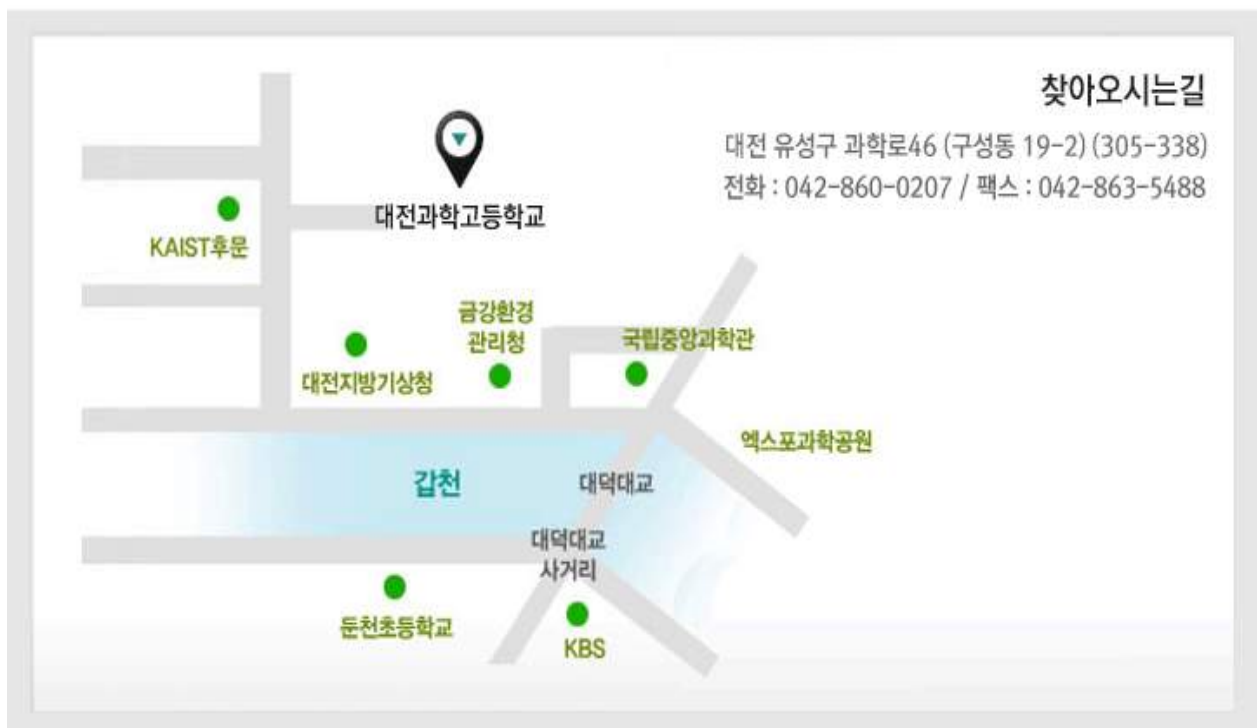 찾아오시는길
대전 유성구 과학로46 (구성동 19-2) (305-338)
전화 : 042-860-0207 / 팩스 : 042-863-5488
대전과학고등학교
KAIST후문
금강환경
관리청
국립중앙과학관
대전지방기상청
엑스포과학공원
갑천
대덕대교
대덕대교
사거리
둔천초등학교
KBS